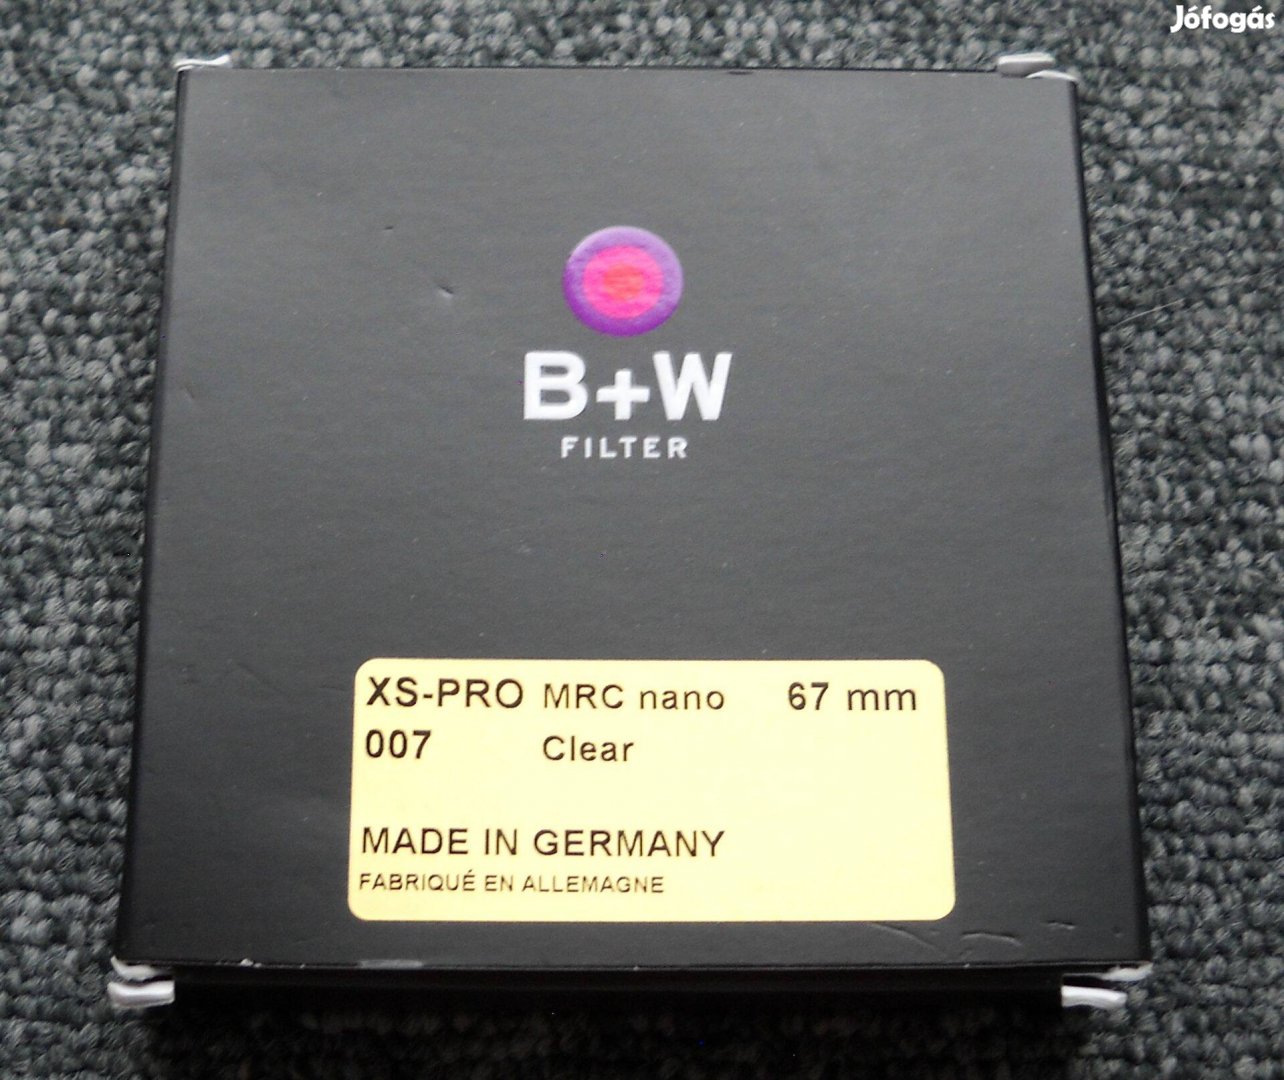 Jófogás
B+W
FILTER
XS-PRO MRC nano 67 mm
007 Clear
MADE IN GERMANY
FABRIQUÉ EN ALLEMAGNE